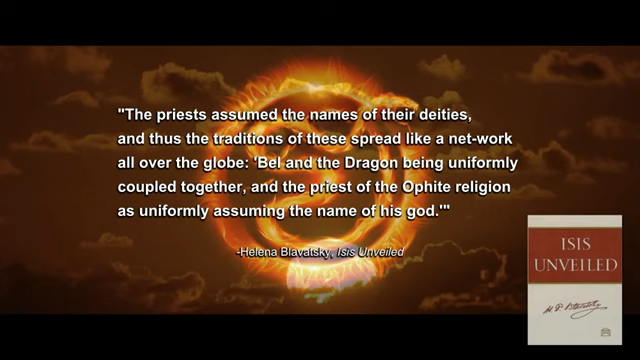 "The priests assumed the names of their deities,
and thus the traditions of these spread like a net-work
all over the globe: 'Bel and the Dragon being uniformly
coupled together, and the priest of the Ophite religion
as uniformly assuming the name of his god.'"
-Helena Blavatsky, Isis Unveiled
ISIS
UNVEILED
H. P. Blavatsky